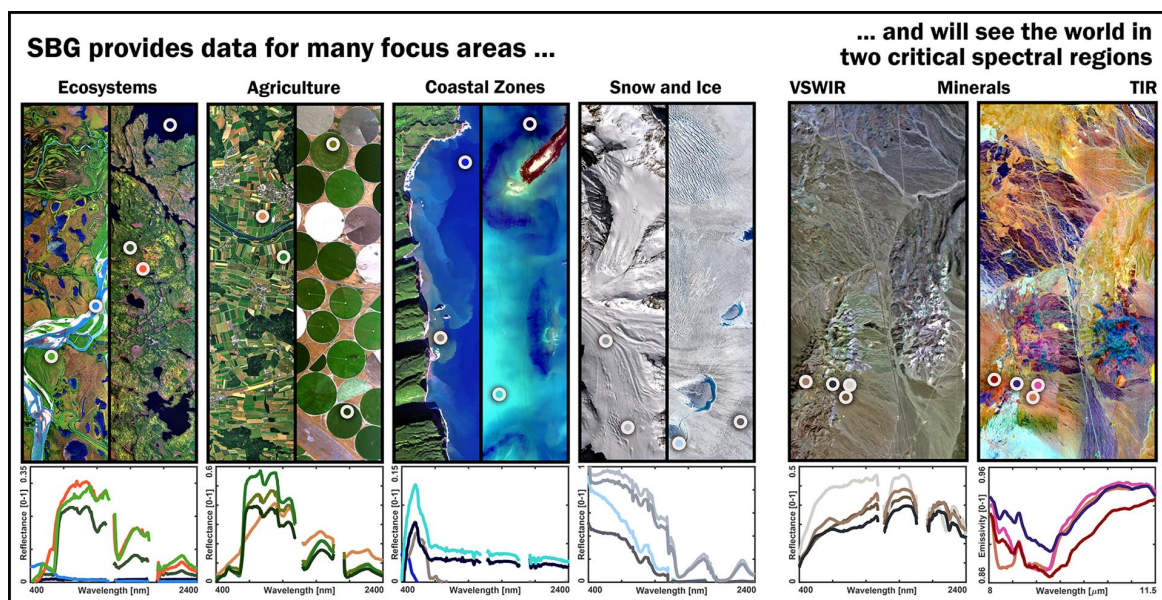 SBG provides data for many focus areas ...
... and will see the world in
two critical spectral regions
Ecosystems
Agriculture
Coastal Zones
Snow and Ice
VSWIR
Minerals
TIR
0.35
Reflectance [0-1]
0
400
Wavelength [nm]
2400
0.6
Reflectance [0-1]
0
400
Wavelength [nm]
2400
0.15
Reflectance [0-1]
0
400
Wavelength [nm]
2400
1
Reflectance [0-1]
0
400
Wavelength [nm]
2400
0.5
Reflectance [0-1]
0
400
Wavelength [nm]
2400
0.96
Emissivity [0-1]
0.86
8
Wavelength [μm]
11.5